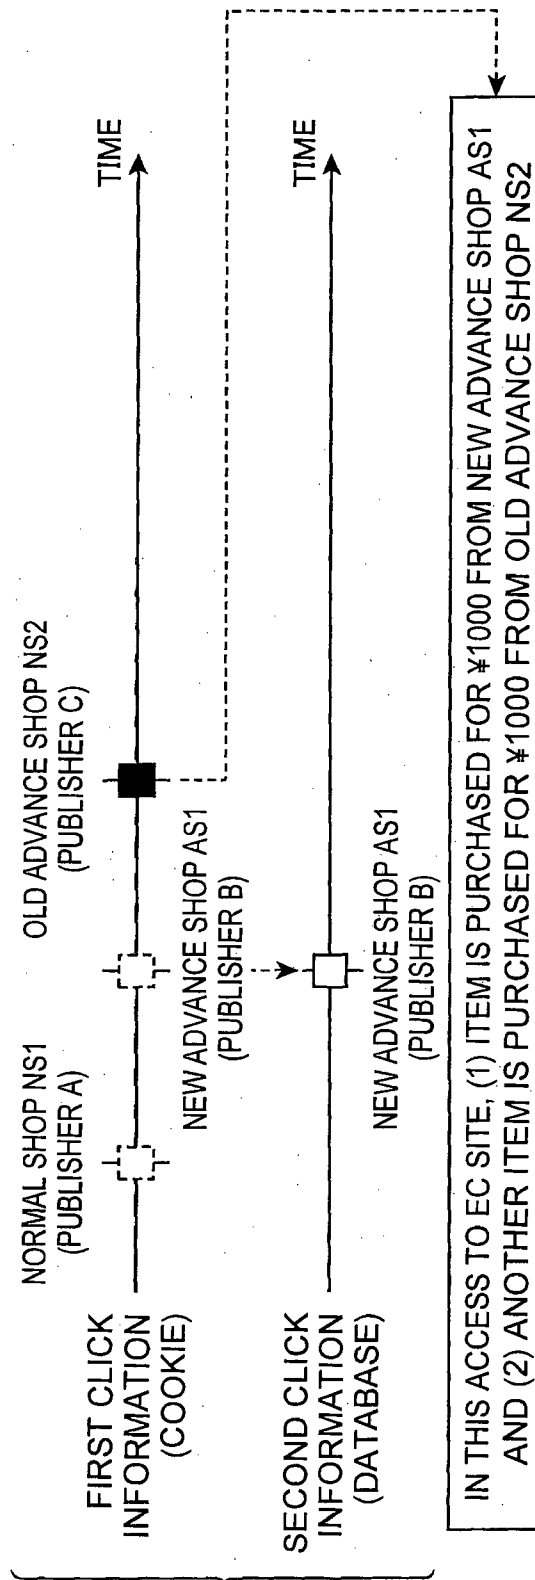 NORMAL SHOP NS1
(PUBLISHER A)
OLD ADVANCE SHOP NS2
(PUBLISHER C)
FIRST CLICK
INFORMATION
(COOKIE)
TIME
NEW ADVANCE SHOP AS1
(PUBLISHER B)
SECOND CLICK
INFORMATION
(DATABASE)
TIME
NEW ADVANCE SHOP AS1
(PUBLISHER B)
IN THIS ACCESS TO EC SITE, (1) ITEM IS PURCHASED FOR ¥1000 FROM NEW ADVANCE SHOP AS1
AND (2) ANOTHER ITEM IS PURCHASED FOR ¥1000 FROM OLD ADVANCE SHOP NS2